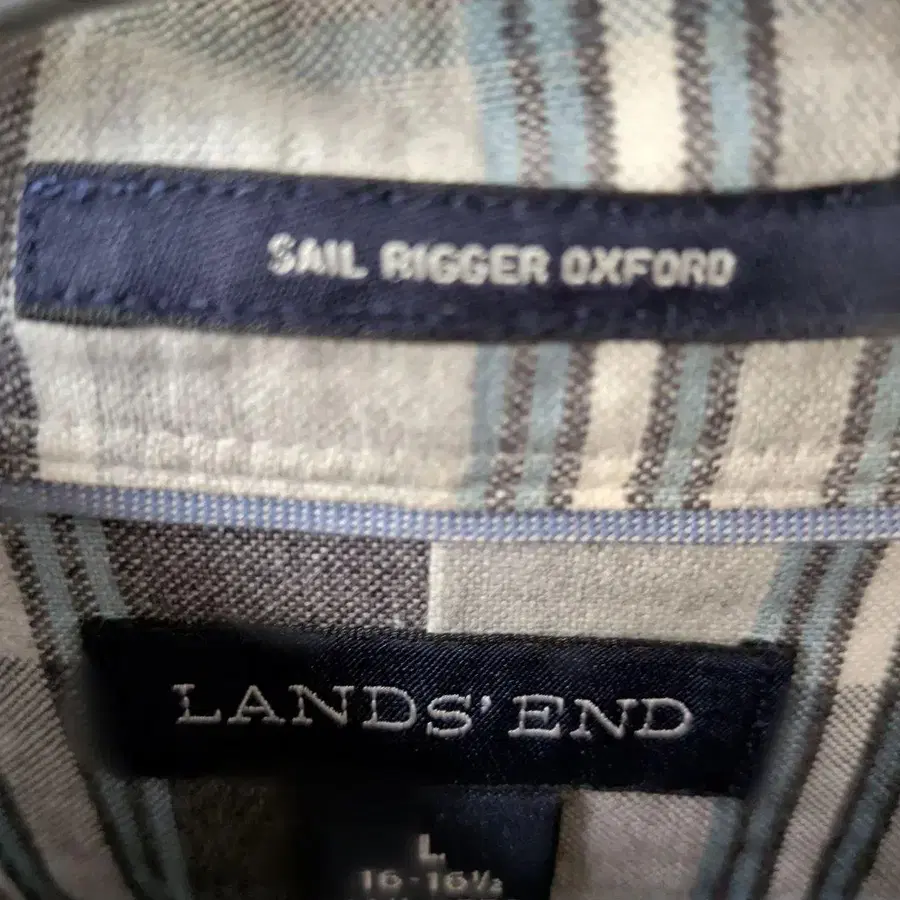 SAIL RIGGER OXFORD
LANDS' END
L
16-16½